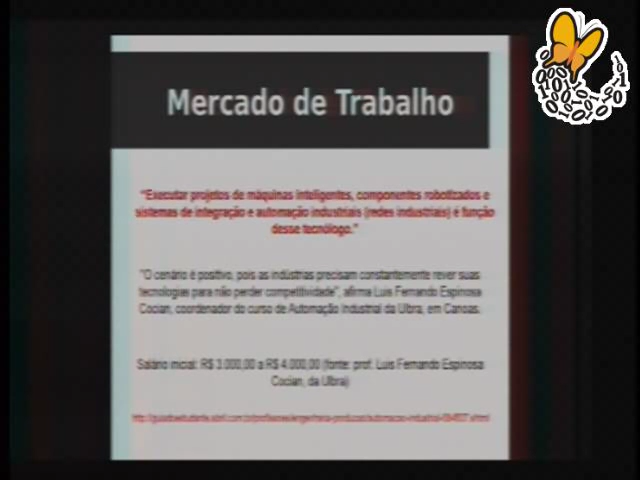 Mercado de Trabalho
"Executar projetos de máquinas inteligentes, componentes robotizados e
sistemas de integração e automação industriais (redes industriais) é função
desse tecnólogo."
"O cenário é positivo, pois as indústrias precisam constantemente rever suas
tecnologias para não perder competitividade", afirma Luis Fernando Espinosa
Cocian, coordenador do curso de Automação Industrial da Ulbra, em Canoas.
Salário inicial: R$ 3.000,00 a R$ 4.000,00 (fonte: prof. Luis Fernando Espinosa
Cocian, da Ulbra)